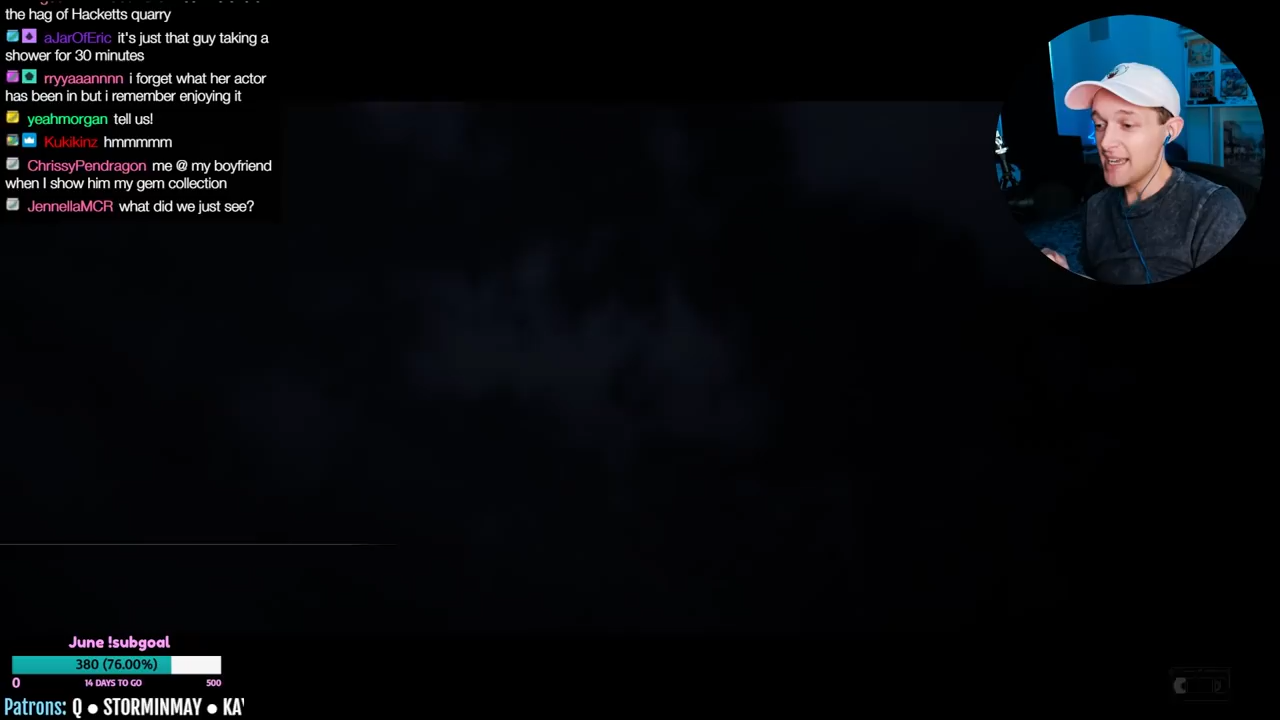 the hag of Hacketts quarry
aJarOfEric it's just that guy taking a
shower for 30 minutes
rryyaaannnn i forget what her actor
has been in but i remember enjoying it
yeahmorgan tell us!
Kukikinz hmmmmm
ChrissyPendragon me @ my boyfriend
when I show him my gem collection
JennellaMCR what did we just see?
June !subgoal
380 (76.00%)
0 14 DAYS TO GO 500
Patrons: Q ● STORMINMAY ● KA